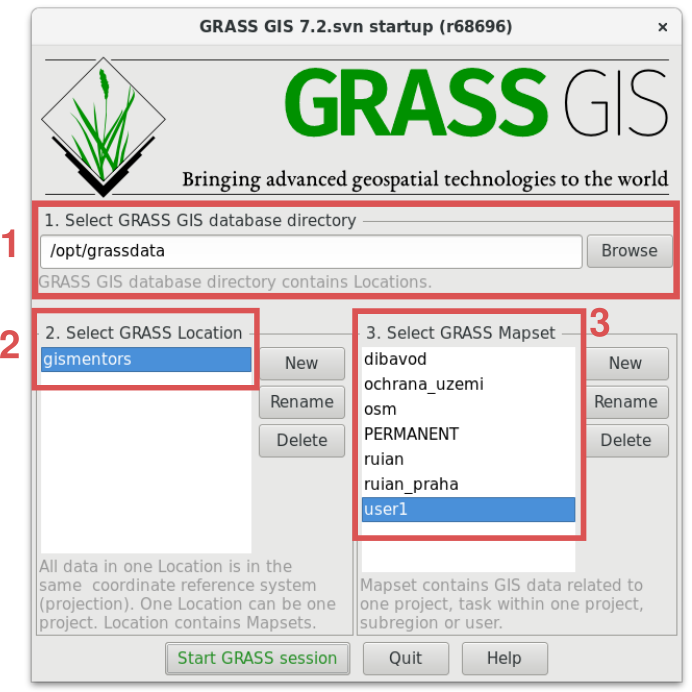 GRASS GIS 7.2.svn startup (r68696)
×
GRASS GIS
Bringing advanced geospatial technologies to the world
1
1. Select GRASS GIS database directory
/opt/grassdata
Browse
GRASS GIS database directory contains Locations.
2
2. Select GRASS Location
gismentors
New
Rename
Delete
All data in one Location is in the
same  coordinate reference system
(projection). One Location can be one
project. Location contains Mapsets.
3
3. Select GRASS Mapset
dibavod
ochrana_uzemi
osm
PERMANENT
ruian
ruian_praha
user1
New
Rename
Delete
Mapset contains GIS data related to
one project, task within one project,
subregion or user.
Start GRASS session
Quit
Help